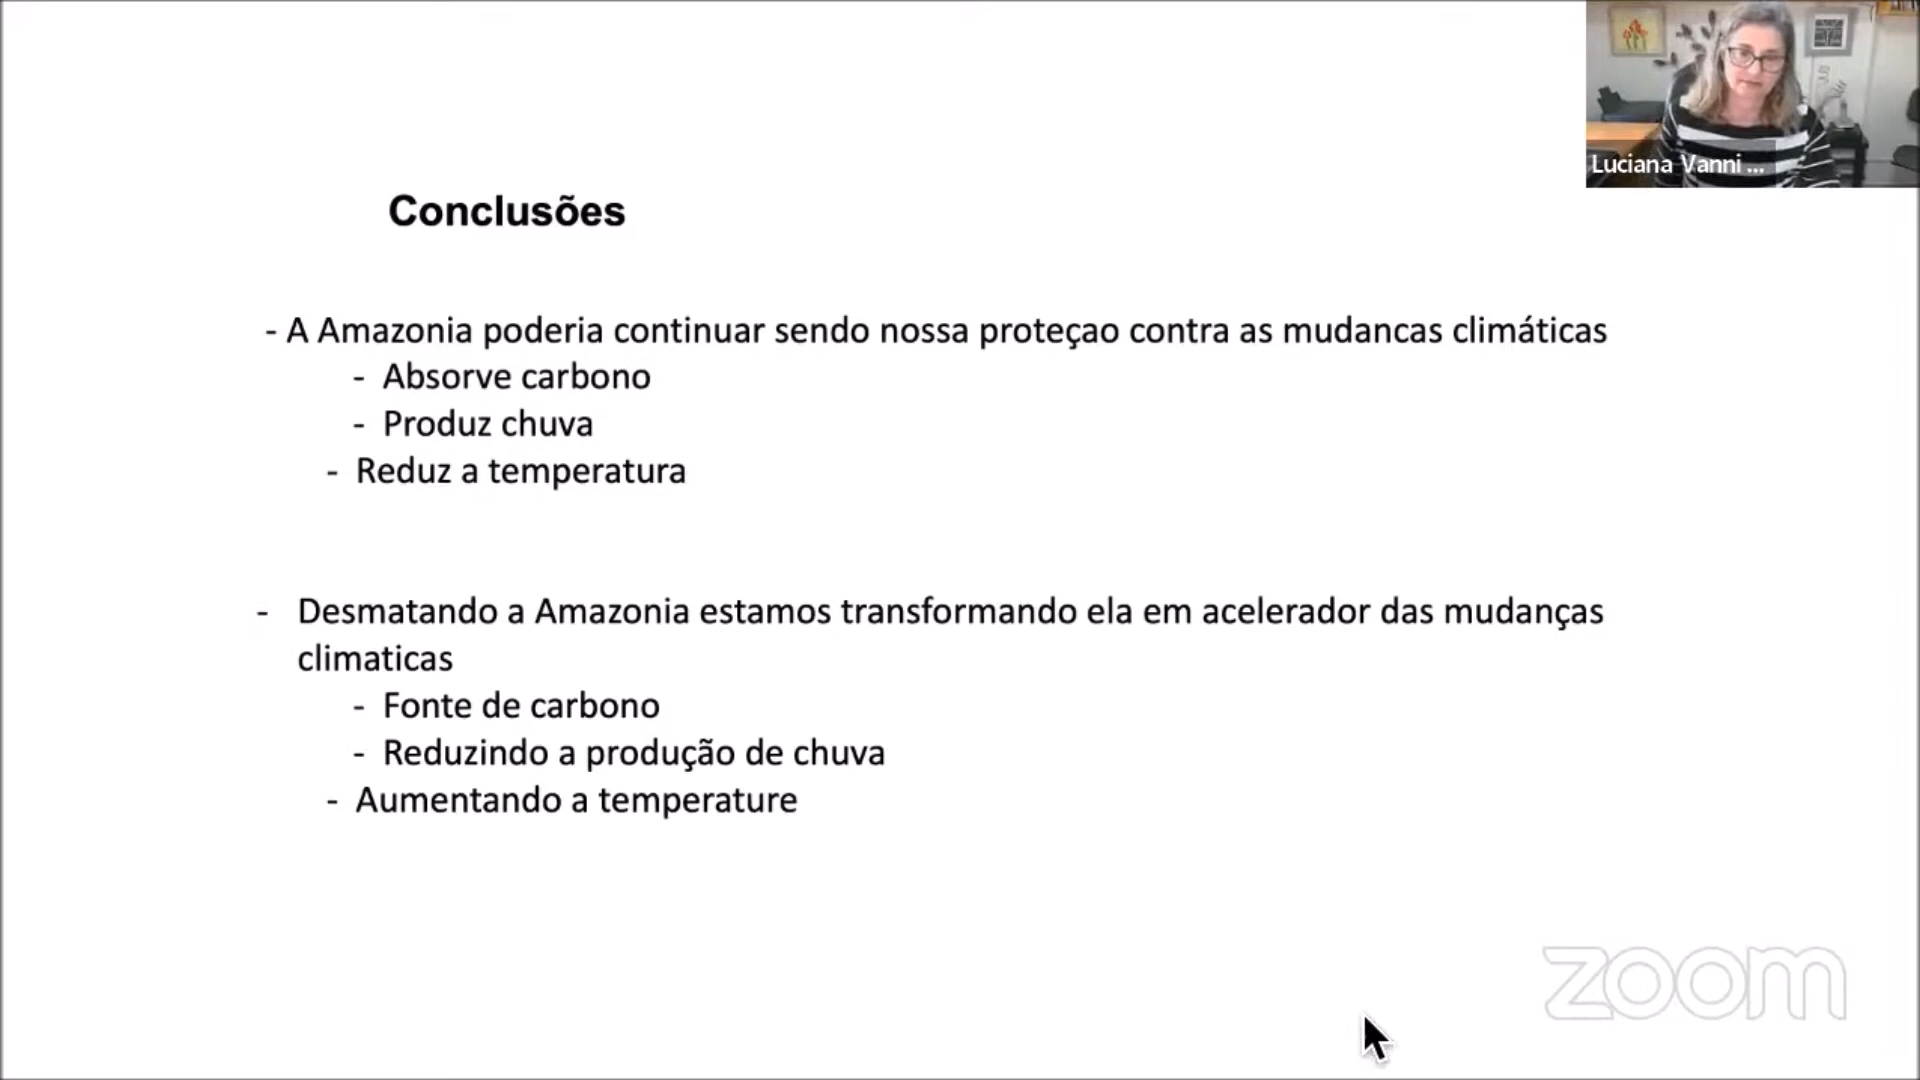 Luciana Vanni ...
Conclusões
- A Amazonia poderia continuar sendo nossa proteçao contra as mudancas climáticas
- Absorve carbono
- Produz chuva
- Reduz a temperatura
- Desmatando a Amazonia estamos transformando ela em acelerador das mudanças
climaticas
- Fonte de carbono
- Reduzindo a produção de chuva
- Aumentando a temperature
zoom